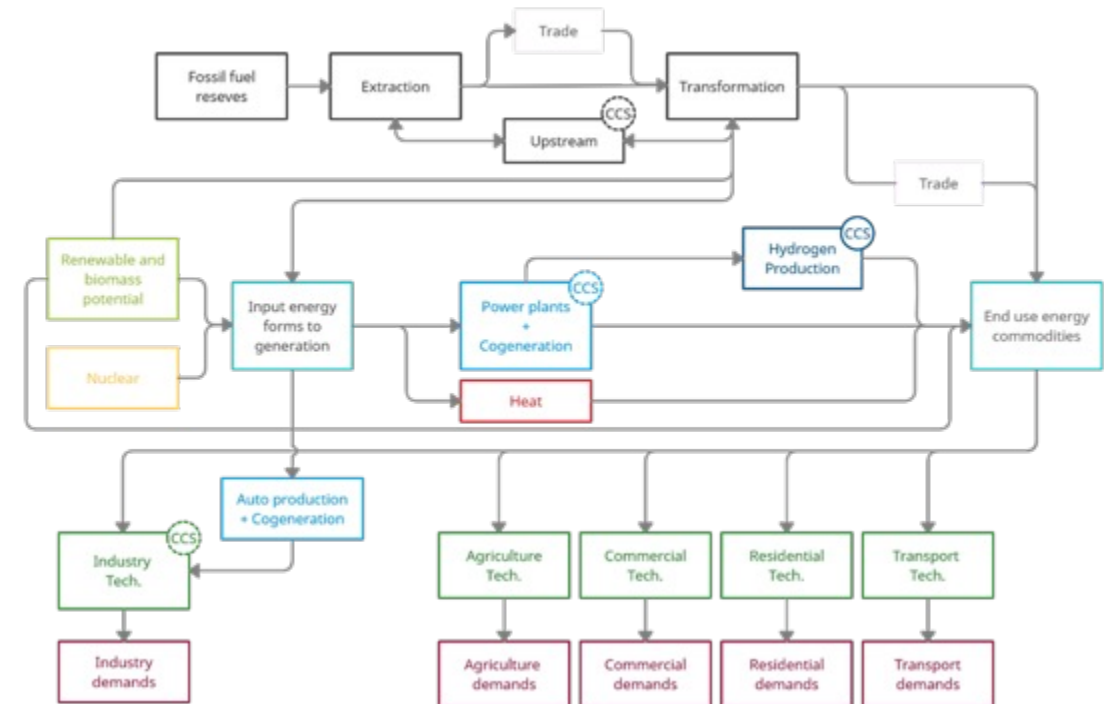 Trade
Fossil fuel
reseves
Extraction
Transformation
CCS
Upstream
Trade
Renewable and
biomass
potential
Nuclear
Input energy
forms to
generation
CCS
Power plants
+
Cogeneration
Heat
CCS
Hydrogen
Production
End use energy
commodities
Auto production
+ Cogeneration
CCS
Industry
Tech.
Agriculture
Tech.
Commercial
Tech.
Residential
Tech.
Transport
Tech.
Industry
demands
Agriculture
demands
Commercial
demands
Residential
demands
Transport
demands